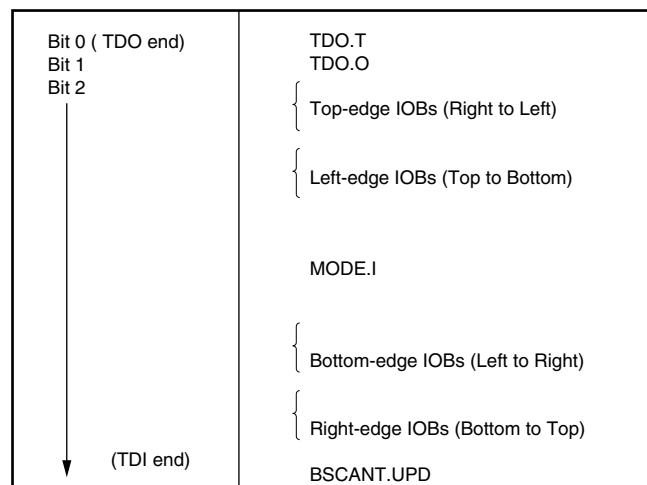 Bit 0 ( TDO end)
Bit 1
Bit 2
(TDI end)
TDO.T
TDO.O
Top-edge IOBs (Right to Left)
Left-edge IOBs (Top to Bottom)
MODE.I
Bottom-edge IOBs (Left to Right)
Right-edge IOBs (Bottom to Top)
BSCANT.UPD